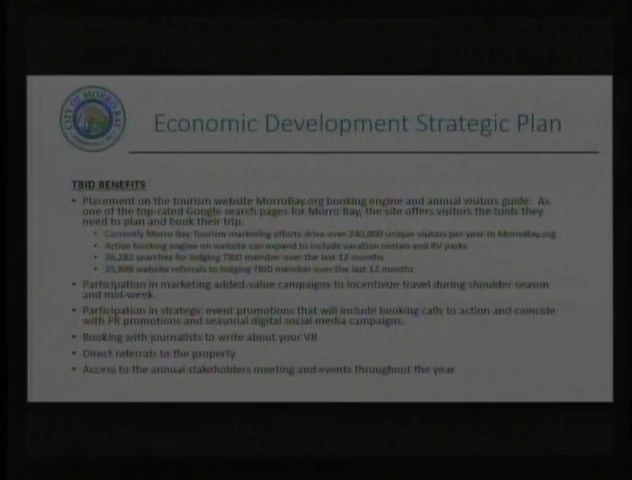 CITY OF MORRO BAY
Economic Development Strategic Plan
TBID BENEFITS
• Placement on the tourism website MorroBay.org booking engine and annual visitors guide. As
one of the top-rated Google search pages for Morro Bay, the site offers visitors the tools they
need to plan and book their trip:
• Currently Morro Bay Tourism marketing efforts drive over 240,000 unique visitors per year to MorroBay.org
• Active booking engine on website can expand to include vacation rentals and RV parks
• searches for lodging TBID member over the last 12 months
• website referrals to lodging TBID member over the last 12 months
• Participation in marketing added-value campaigns to incentivize travel during shoulder season
and mid-week.
• Participation in strategic event promotions that will include booking calls to action and coincide
with PR promotions and seasonal digital social media campaigns.
• Booking with journalists to write about your VR
• Direct referrals to the property
• Access to the annual stakeholders meeting and events throughout the year